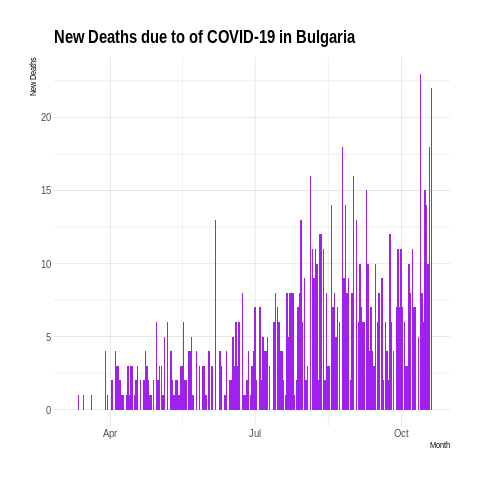 New Deaths due to of COVID-19 in Bulgaria
New Deaths
20
15
10
5
0
Apr
Jul
Oct
Month